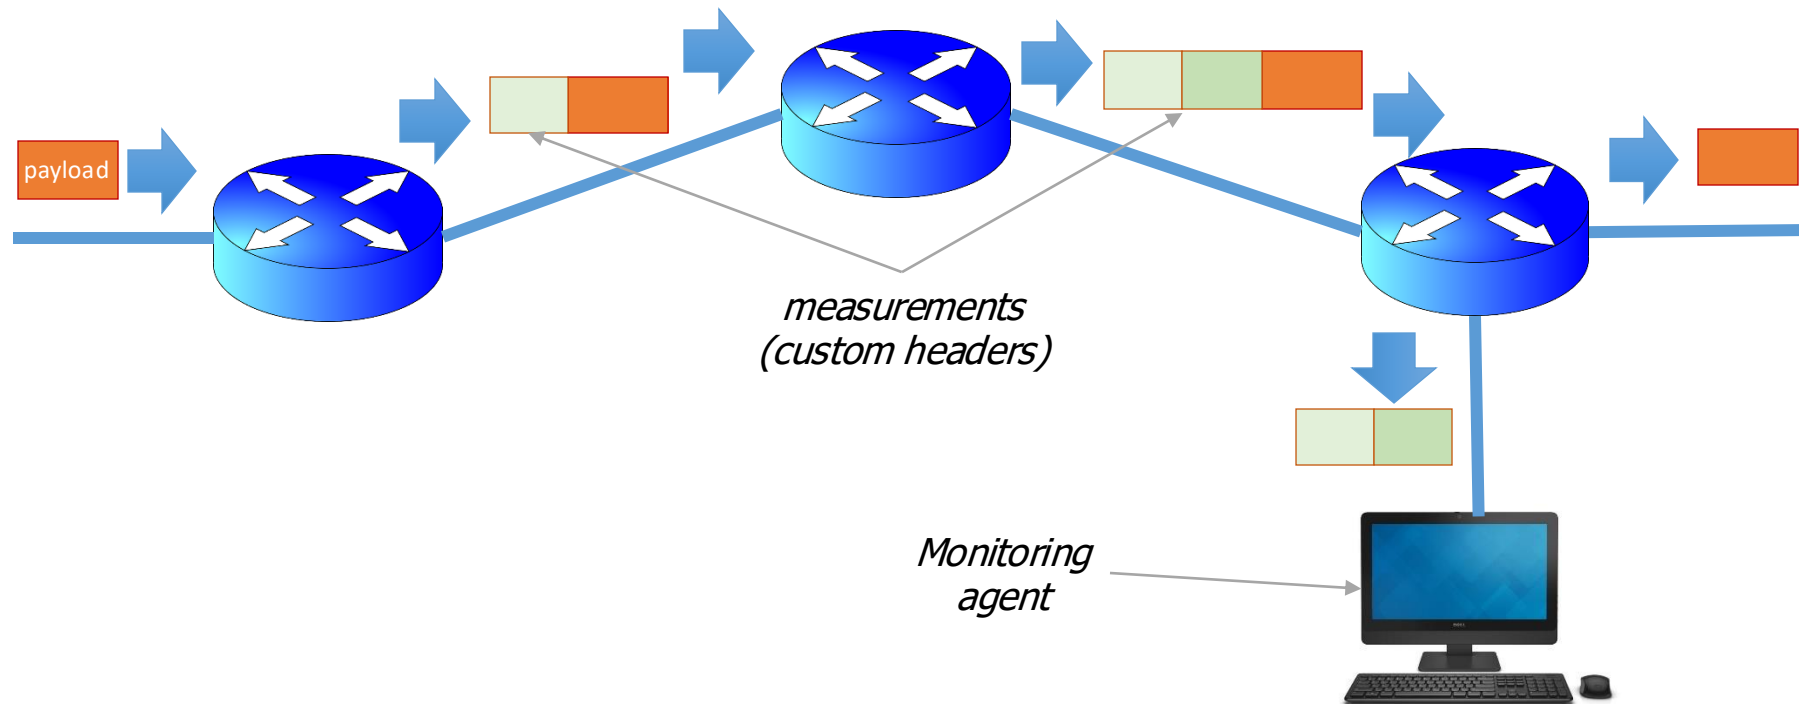 payload
measurements
(custom headers)
Monitoring
agent